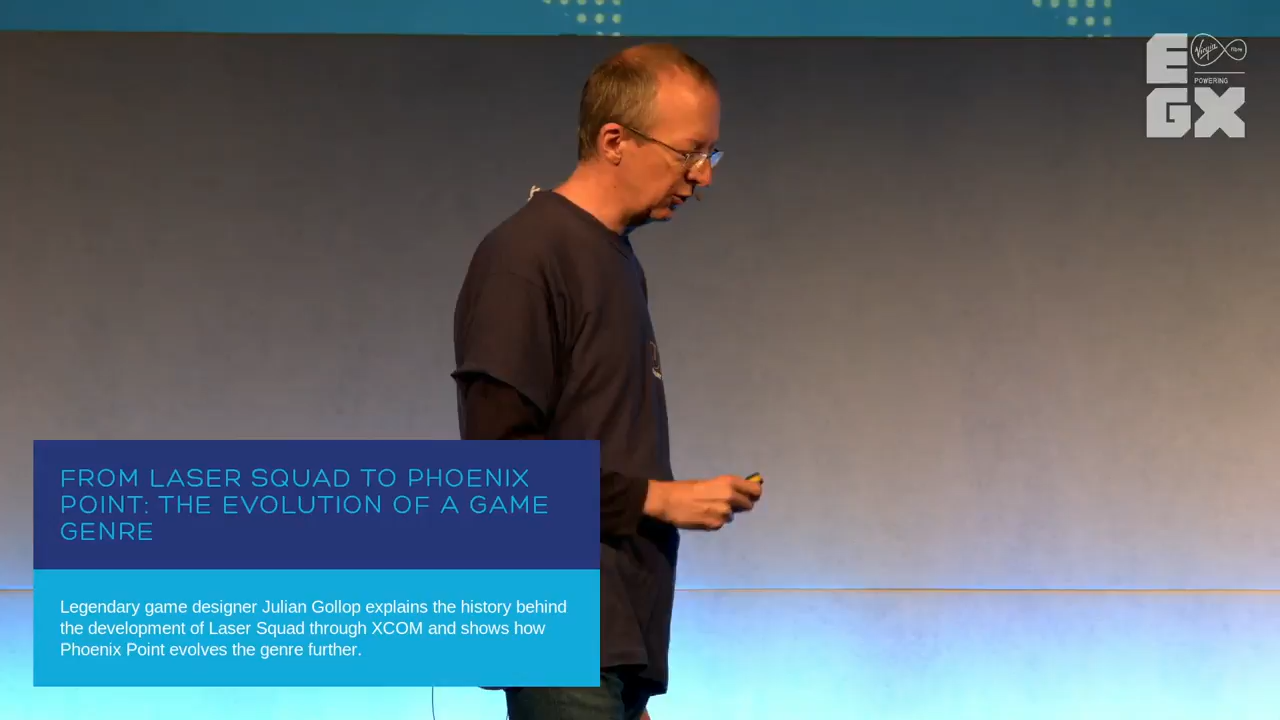 E
GX
Virgin
fibre
POWERING
FROM LASER SQUAD TO PHOENIX
POINT: THE EVOLUTION OF A GAME
GENRE
Legendary game designer Julian Gollop explains the history behind
the development of Laser Squad through XCOM and shows how
Phoenix Point evolves the genre further.